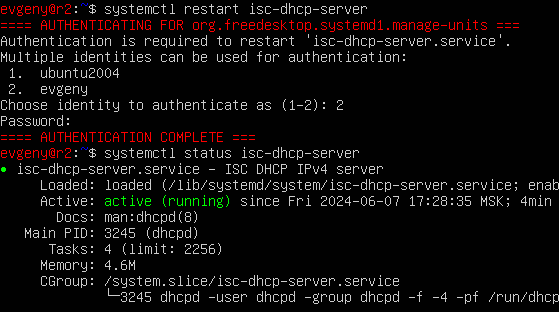 evgeny@r2:~$ systemctl restart isc-dhcp-server
==== AUTHENTICATING FOR org.freedesktop.systemd1.manage-units ===
Authentication is required to restart 'isc-dhcp-server.service'.
Multiple identities can be used for authentication:
 1.  ubuntu2004
 2.  evgeny
Choose identity to authenticate as (1-2): 2
Password:
==== AUTHENTICATION COMPLETE ===
evgeny@r2:~$ systemctl status isc-dhcp-server
● isc-dhcp-server.service - ISC DHCP IPv4 server
     Loaded: loaded (/lib/systemd/system/isc-dhcp-server.service; enab
     Active: active (running) since Fri 2024-06-07 17:28:35 MSK; 4min
       Docs: man:dhcpd(8)
   Main PID: 3245 (dhcpd)
      Tasks: 4 (limit: 2256)
     Memory: 4.6M
     CGroup: /system.slice/isc-dhcp-server.service
             └─3245 dhcpd -user dhcpd -group dhcpd -f -4 -pf /run/dhcp